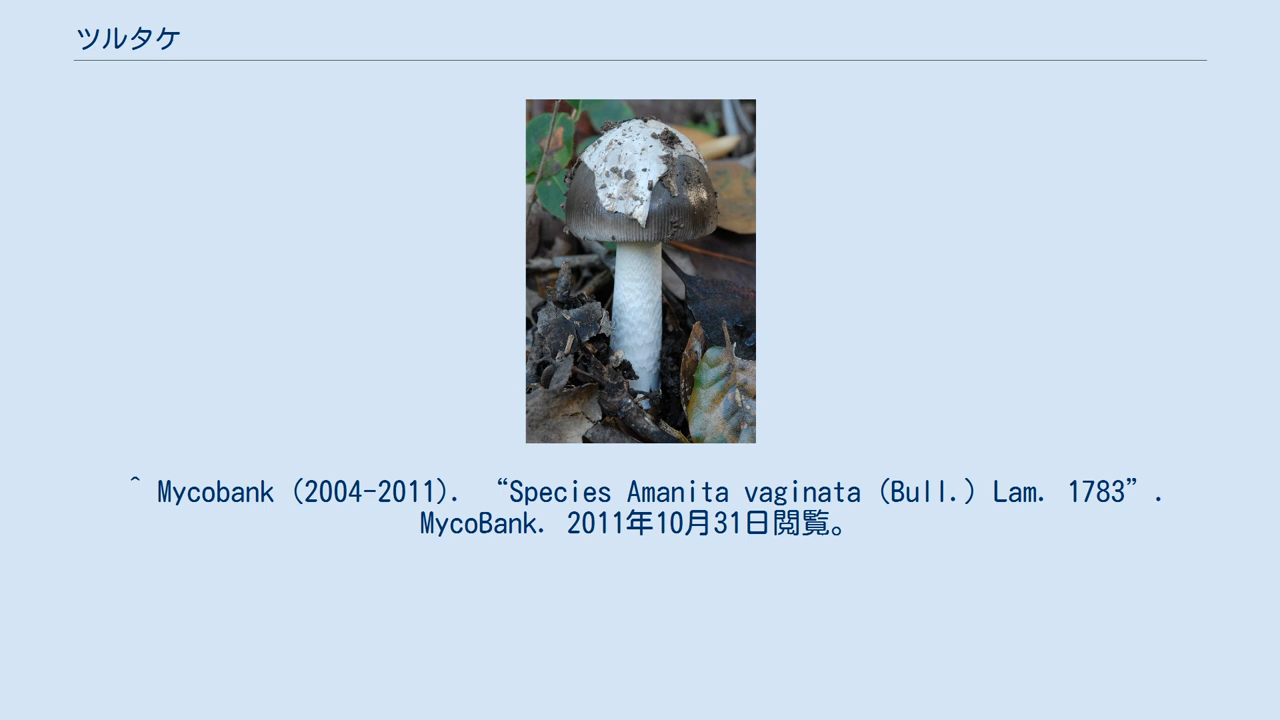 ツルタケ
^ Mycobank (2004-2011). “Species Amanita vaginata (Bull.) Lam. 1783”.
MycoBank. 2011年10月31日閲覧。